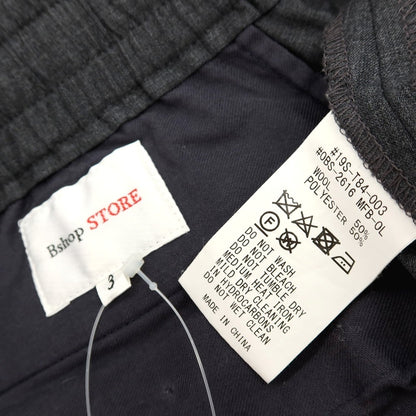 Bshop STORE
3
#19S-T84-003
#OBS-2616 MFB-OL
WOOL 50%
POLYESTER 50%
F
DO NOT WASH
DO NOT BLEACH
DO NOT TUMBLE DRY
MEDIUM HEAT IRON
MILD DRY CLEANING
IN HYDROCARBONS
DO NOT WET CLEAN
MADE IN CHINA